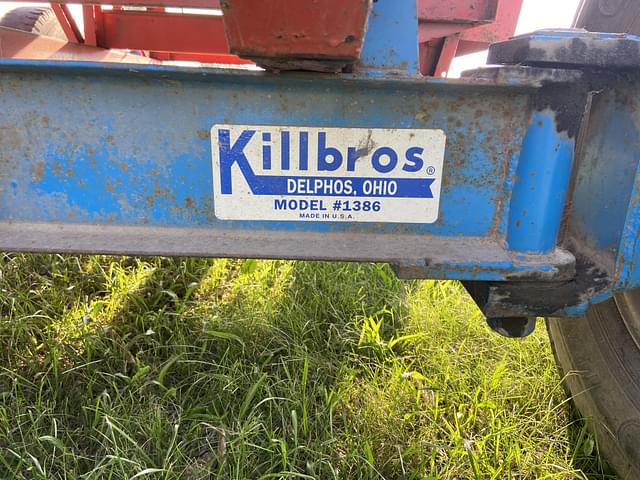 Killbros®
DELPHOS, OHIO
MODEL #1386
MADE IN U.S.A.